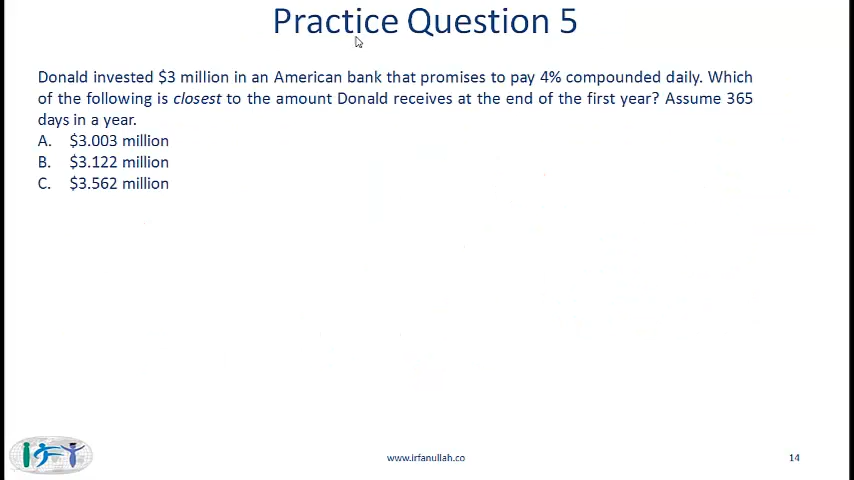 Practice Question 5
Donald invested $3 million in an American bank that promises to pay 4% compounded daily. Which
of the following is closest to the amount Donald receives at the end of the first year? Assume 365
days in a year.
A. $3.003 million
B. $3.122 million
C. $3.562 million
www.irfanullah.co
14